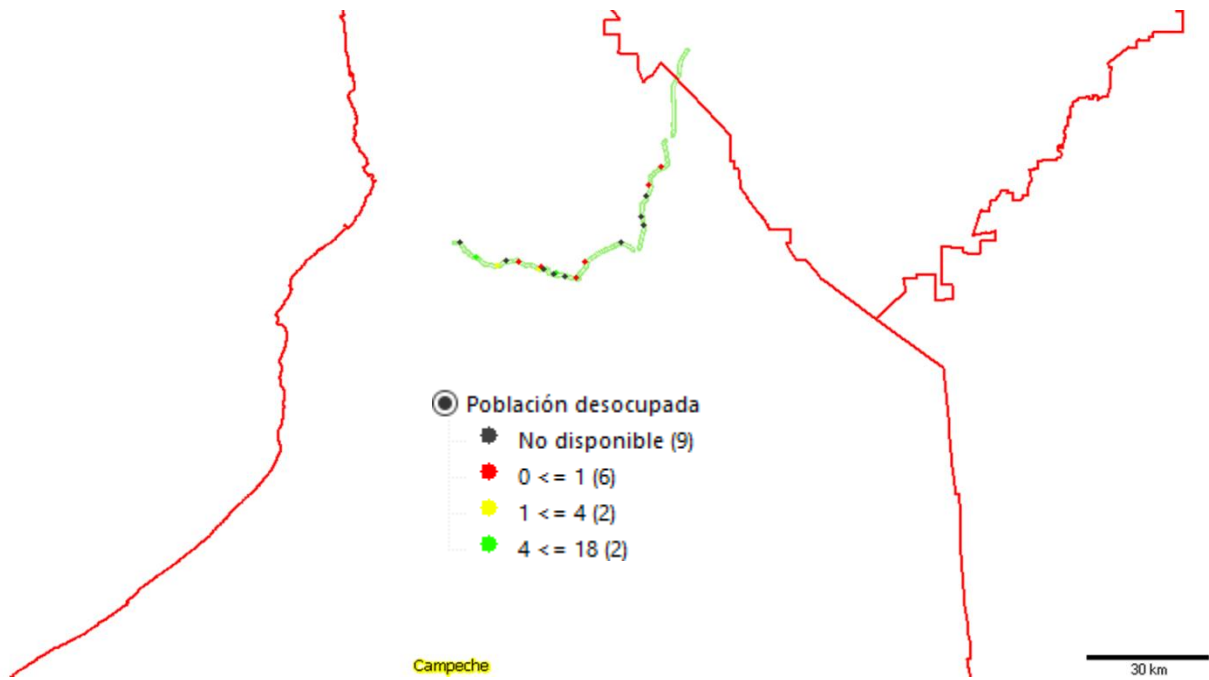 Población desocupada
No disponible (9)
0 <= 1 (6)
1 <= 4 (2)
4 <= 18 (2)
Campeche
30 km